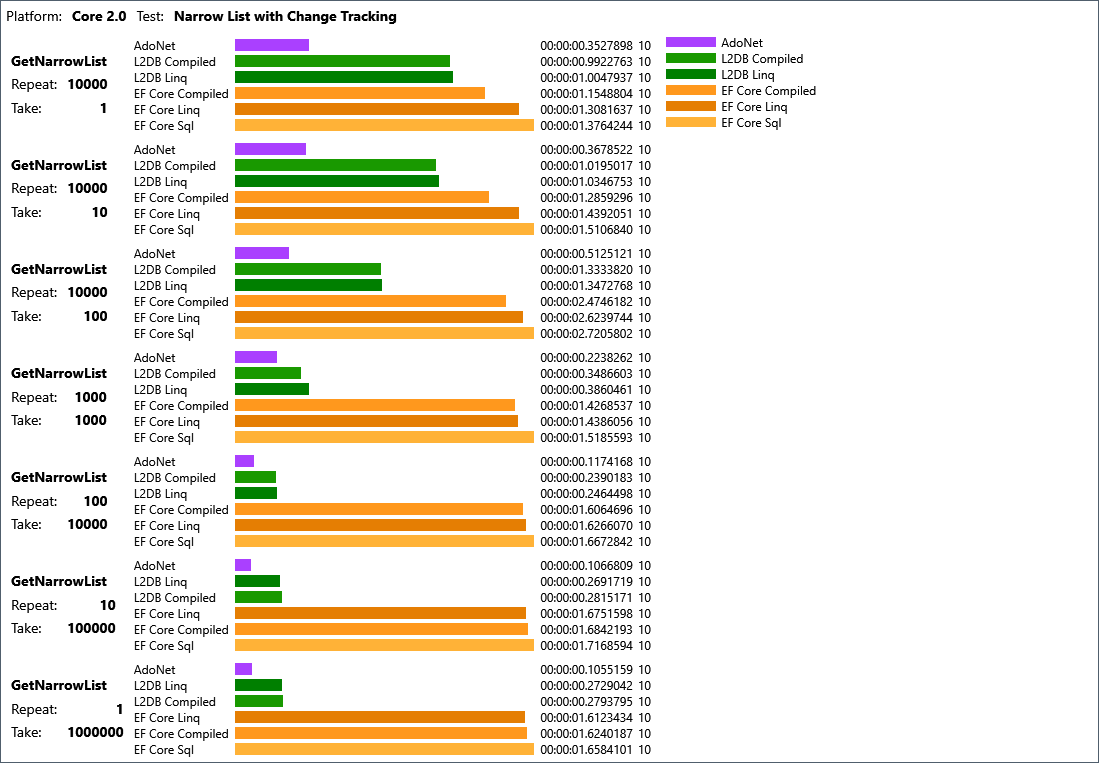 Platform: Core 2.0 Test: Narrow List with Change Tracking
GetNarrowList
Repeat: 10000
Take: 1
AdoNet 00:00:00.3527898 10
L2DB Compiled 00:00:00.9922763 10
L2DB Linq 00:00:01.0047937 10
EF Core Compiled 00:00:01.1548804 10
EF Core Linq 00:00:01.3081637 10
EF Core Sql 00:00:01.3764244 10
AdoNet
L2DB Compiled
L2DB Linq
EF Core Compiled
EF Core Linq
EF Core Sql
GetNarrowList
Repeat: 10000
Take: 10
AdoNet 00:00:00.3678522 10
L2DB Compiled 00:00:01.0195017 10
L2DB Linq 00:00:01.0346753 10
EF Core Compiled 00:00:01.2859296 10
EF Core Linq 00:00:01.4392051 10
EF Core Sql 00:00:01.5106840 10
GetNarrowList
Repeat: 10000
Take: 100
AdoNet 00:00:00.5125121 10
L2DB Compiled 00:00:01.3333820 10
L2DB Linq 00:00:01.3472768 10
EF Core Compiled 00:00:02.4746182 10
EF Core Linq 00:00:02.6239744 10
EF Core Sql 00:00:02.7205802 10
GetNarrowList
Repeat: 1000
Take: 1000
AdoNet 00:00:00.2238262 10
L2DB Compiled 00:00:00.3486603 10
L2DB Linq 00:00:00.3860461 10
EF Core Compiled 00:00:01.4268537 10
EF Core Linq 00:00:01.4386056 10
EF Core Sql 00:00:01.5185593 10
GetNarrowList
Repeat: 100
Take: 10000
AdoNet 00:00:00.1174168 10
L2DB Compiled 00:00:00.2390183 10
L2DB Linq 00:00:00.2464498 10
EF Core Compiled 00:00:01.6064696 10
EF Core Linq 00:00:01.6266070 10
EF Core Sql 00:00:01.6672842 10
GetNarrowList
Repeat: 10
Take: 100000
AdoNet 00:00:00.1066809 10
L2DB Linq 00:00:00.2691719 10
L2DB Compiled 00:00:00.2815171 10
EF Core Linq 00:00:01.6751598 10
EF Core Compiled 00:00:01.6842193 10
EF Core Sql 00:00:01.7168594 10
GetNarrowList
Repeat: 1
Take: 1000000
AdoNet 00:00:00.1055159 10
L2DB Linq 00:00:00.2729042 10
L2DB Compiled 00:00:00.2793795 10
EF Core Linq 00:00:01.6123434 10
EF Core Compiled 00:00:01.6240187 10
EF Core Sql 00:00:01.6584101 10